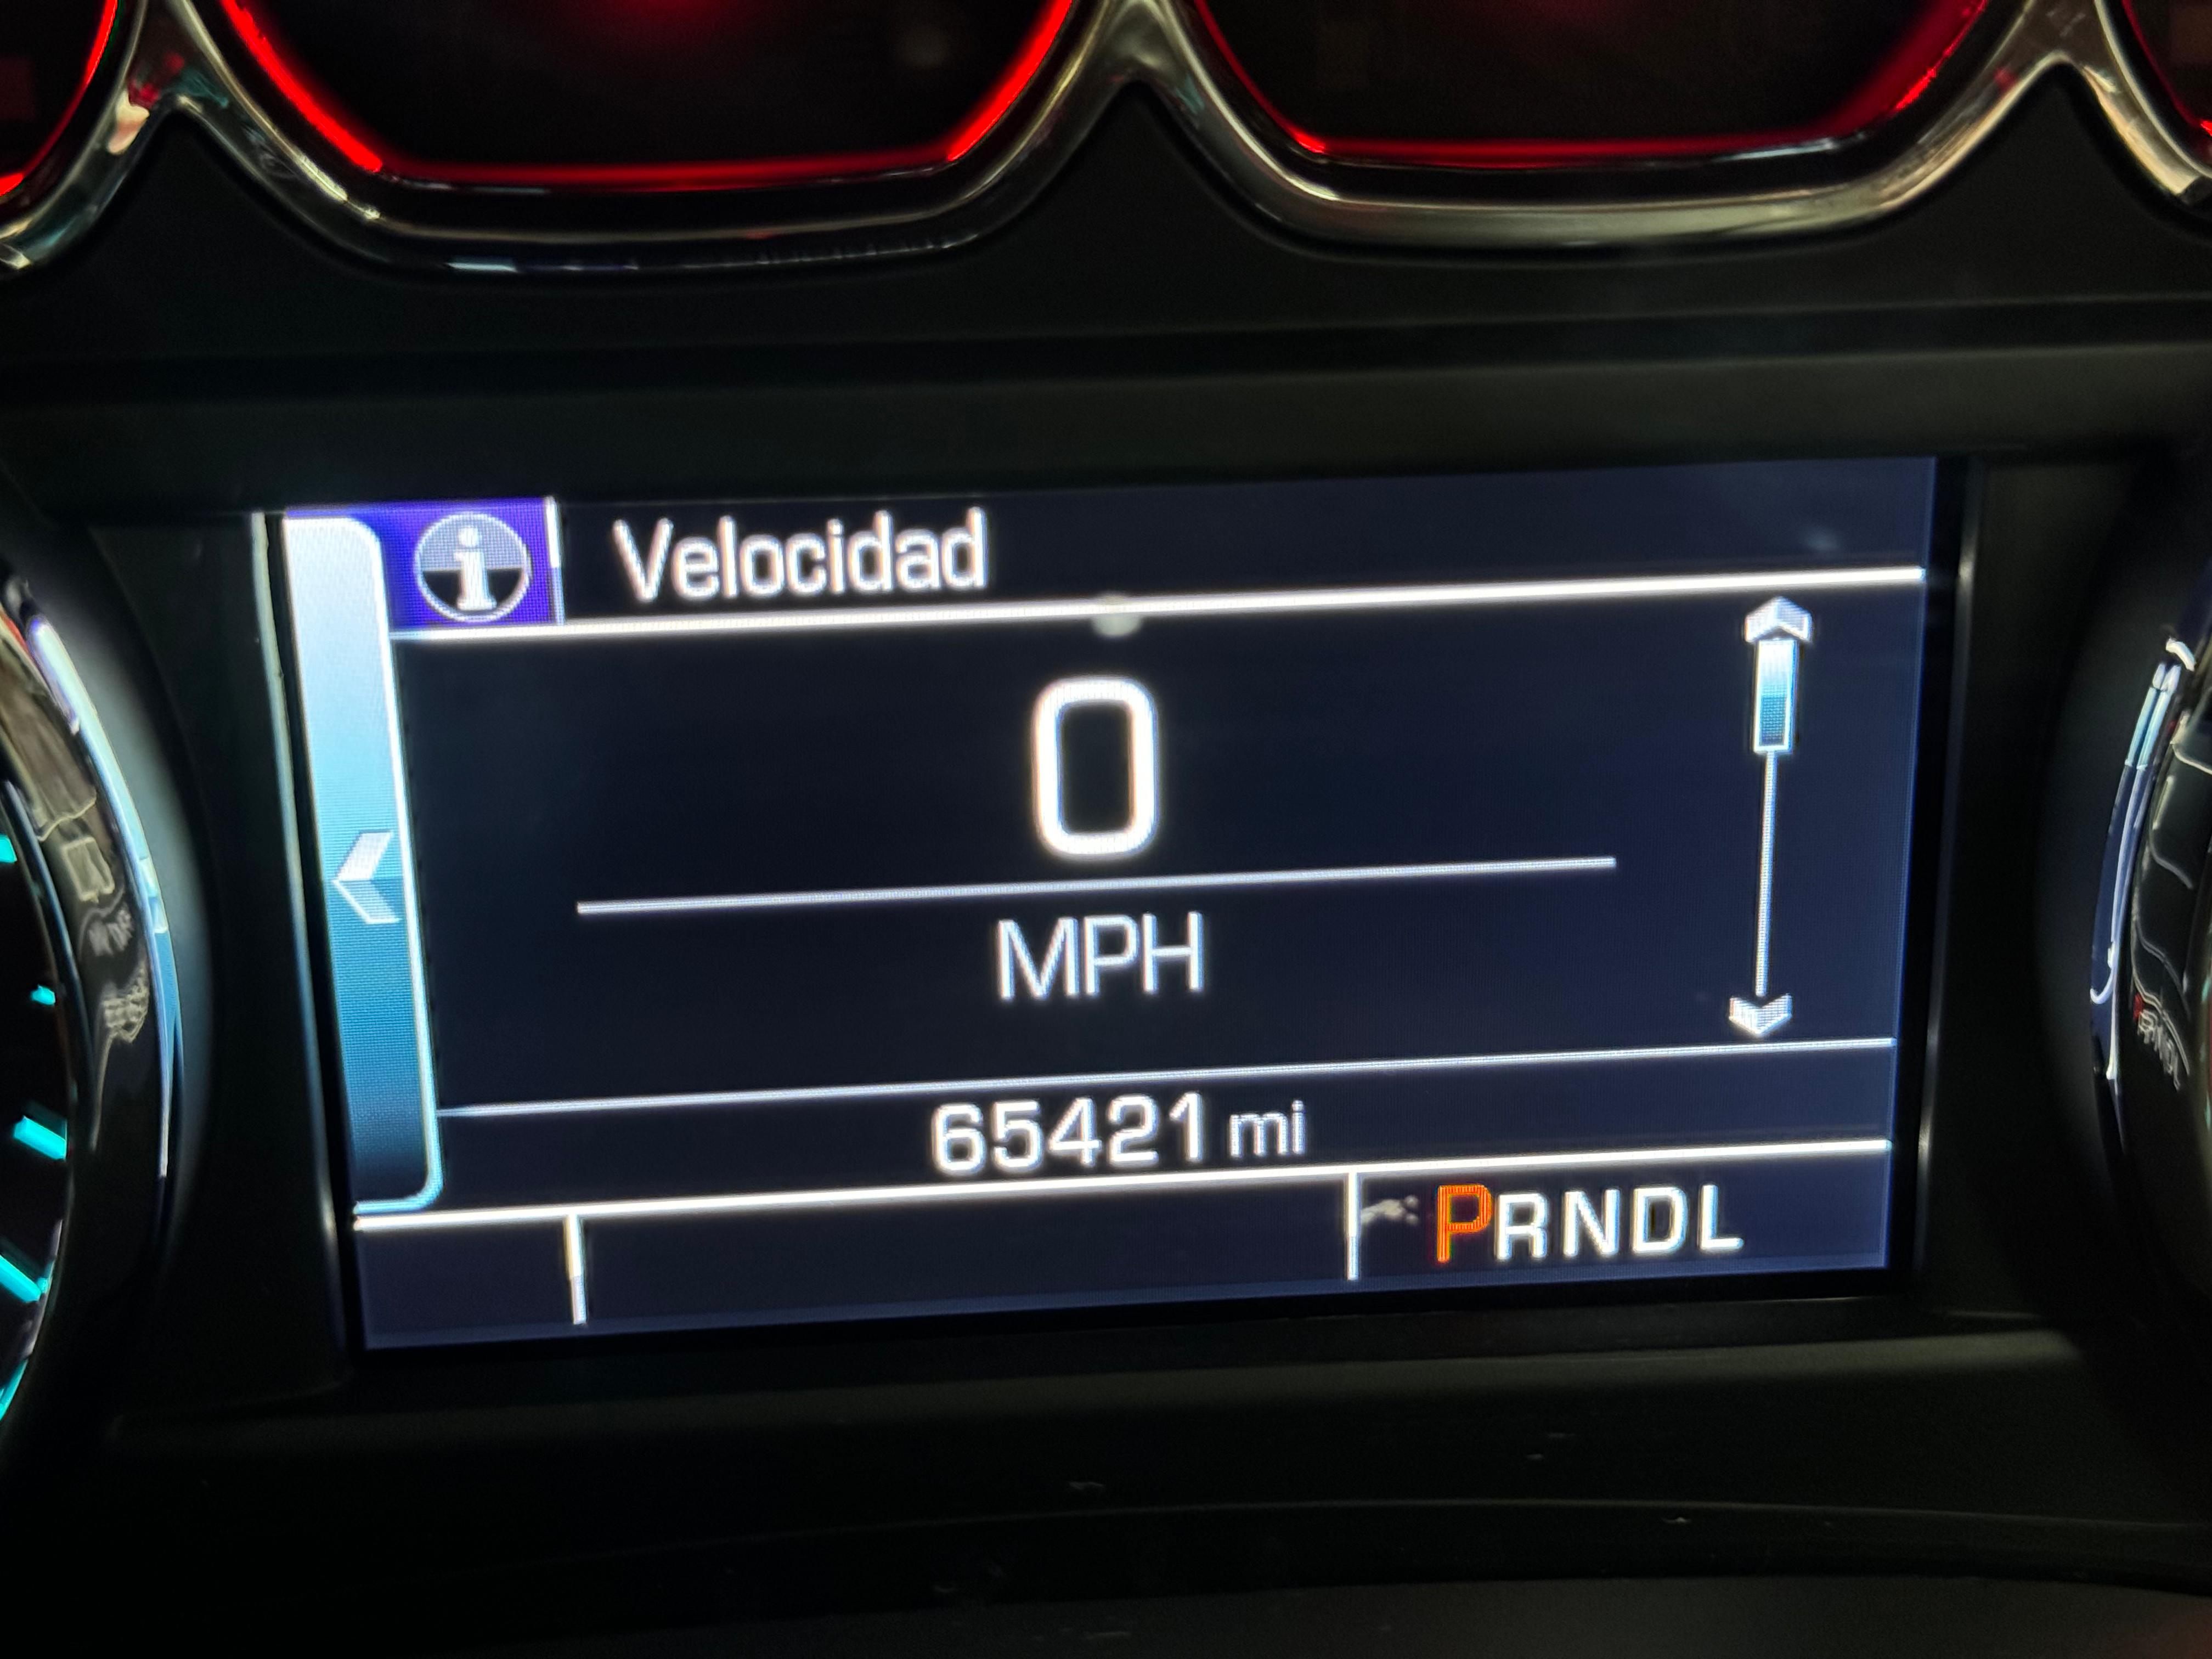 Velocidad
0
MPH
65421 mi
PRNDL